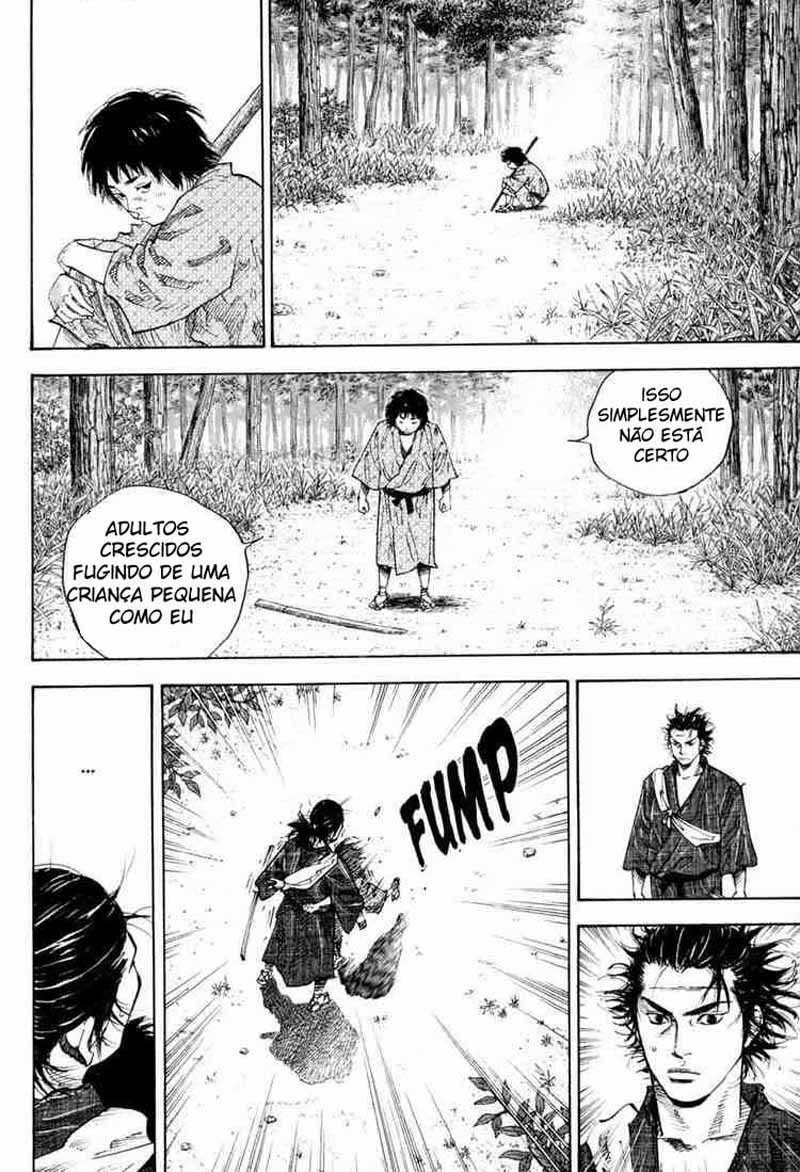 ISSO
SIMPLESMENTE
NÃO ESTÁ
CERTO
ADULTOS
CRESCIDOS
FUGINDO DE UMA
CRIANÇA PEQUENA
COMO EU
FUMP
...